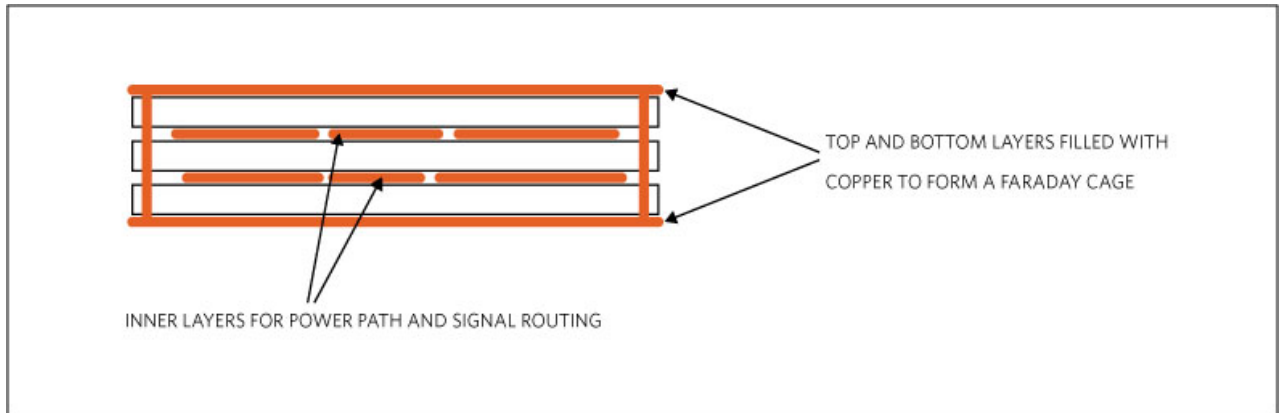 TOP AND BOTTOM LAYERS FILLED WITH
COPPER TO FORM A FARADAY CAGE
INNER LAYERS FOR POWER PATH AND SIGNAL ROUTING